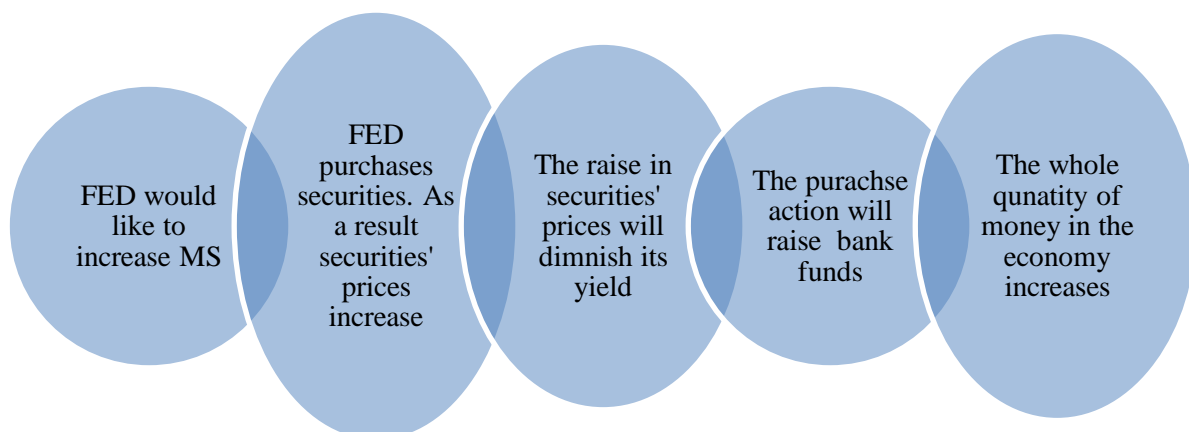 FED would
like to
increase MS
FED
purchases
securities. As
a result
securities'
prices
increase
The raise in
securities'
prices will
dimnish its
yield
The purachse
action will
raise bank
funds
The whole
qunatity of
money in the
economy
increases